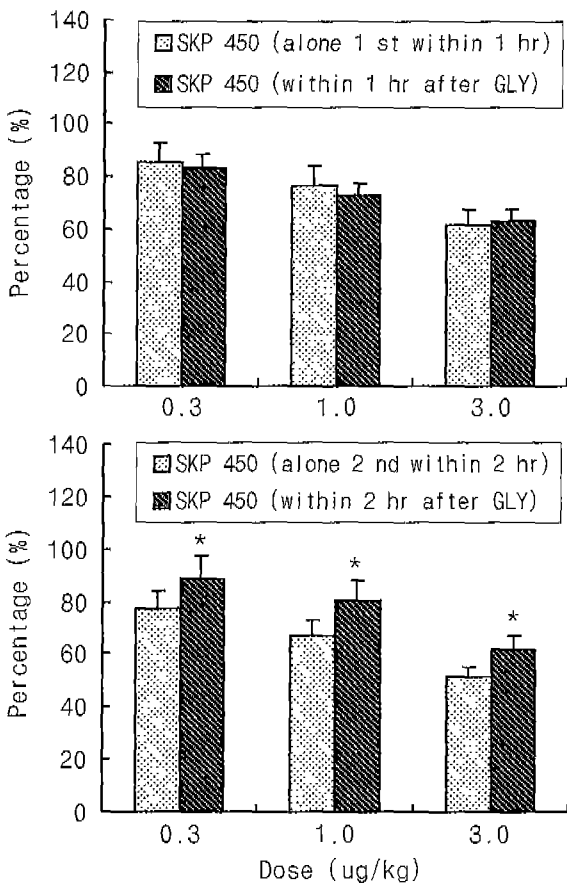 140
SKP 450 (alone 1 st within 1 hr)
120
SKP 450 (within 1 hr after GLY)
100
80
60
40
20
0
Percentage (%)
0.3 1.0 3.0
140
SKP 450 (alone 2 nd within 2 hr)
120
SKP 450 (within 2 hr after GLY)
100
80
60
40
20
0
Percentage (%)
* * *
0.3 1.0 3.0
Dose (ug/kg)